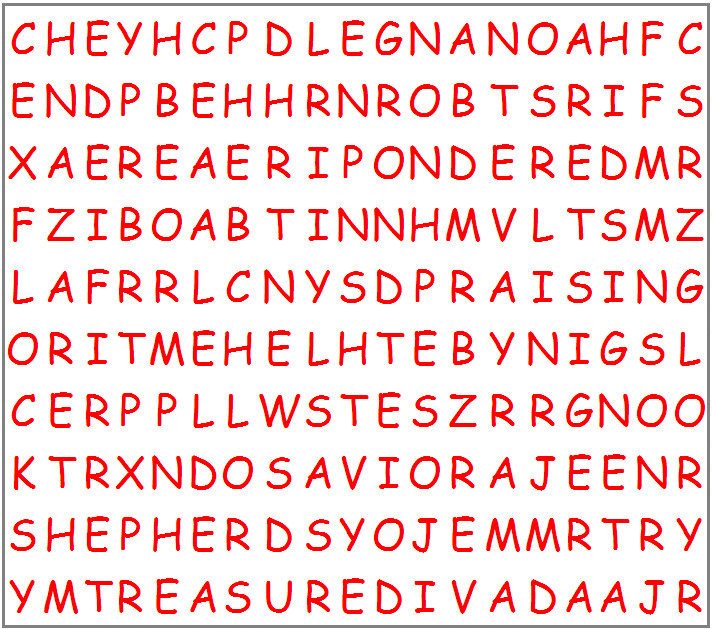 CHEYHCPDLEGNANOAHFC
ENDPBEHHRNROBTSRIFS
XAEREAERIPONDEREDMR
FZIBOABTINNHMVLTSMZ
LAFRRLCNYSDPRAISING
ORITMEHELHTEBYNIGSL
CERPPLLWSTESZRRGNOO
KTRXNDOSAVIORAJEENR
SHEPHERDSYOJEMMRTRY
YMTREASUREDIVADAAJR